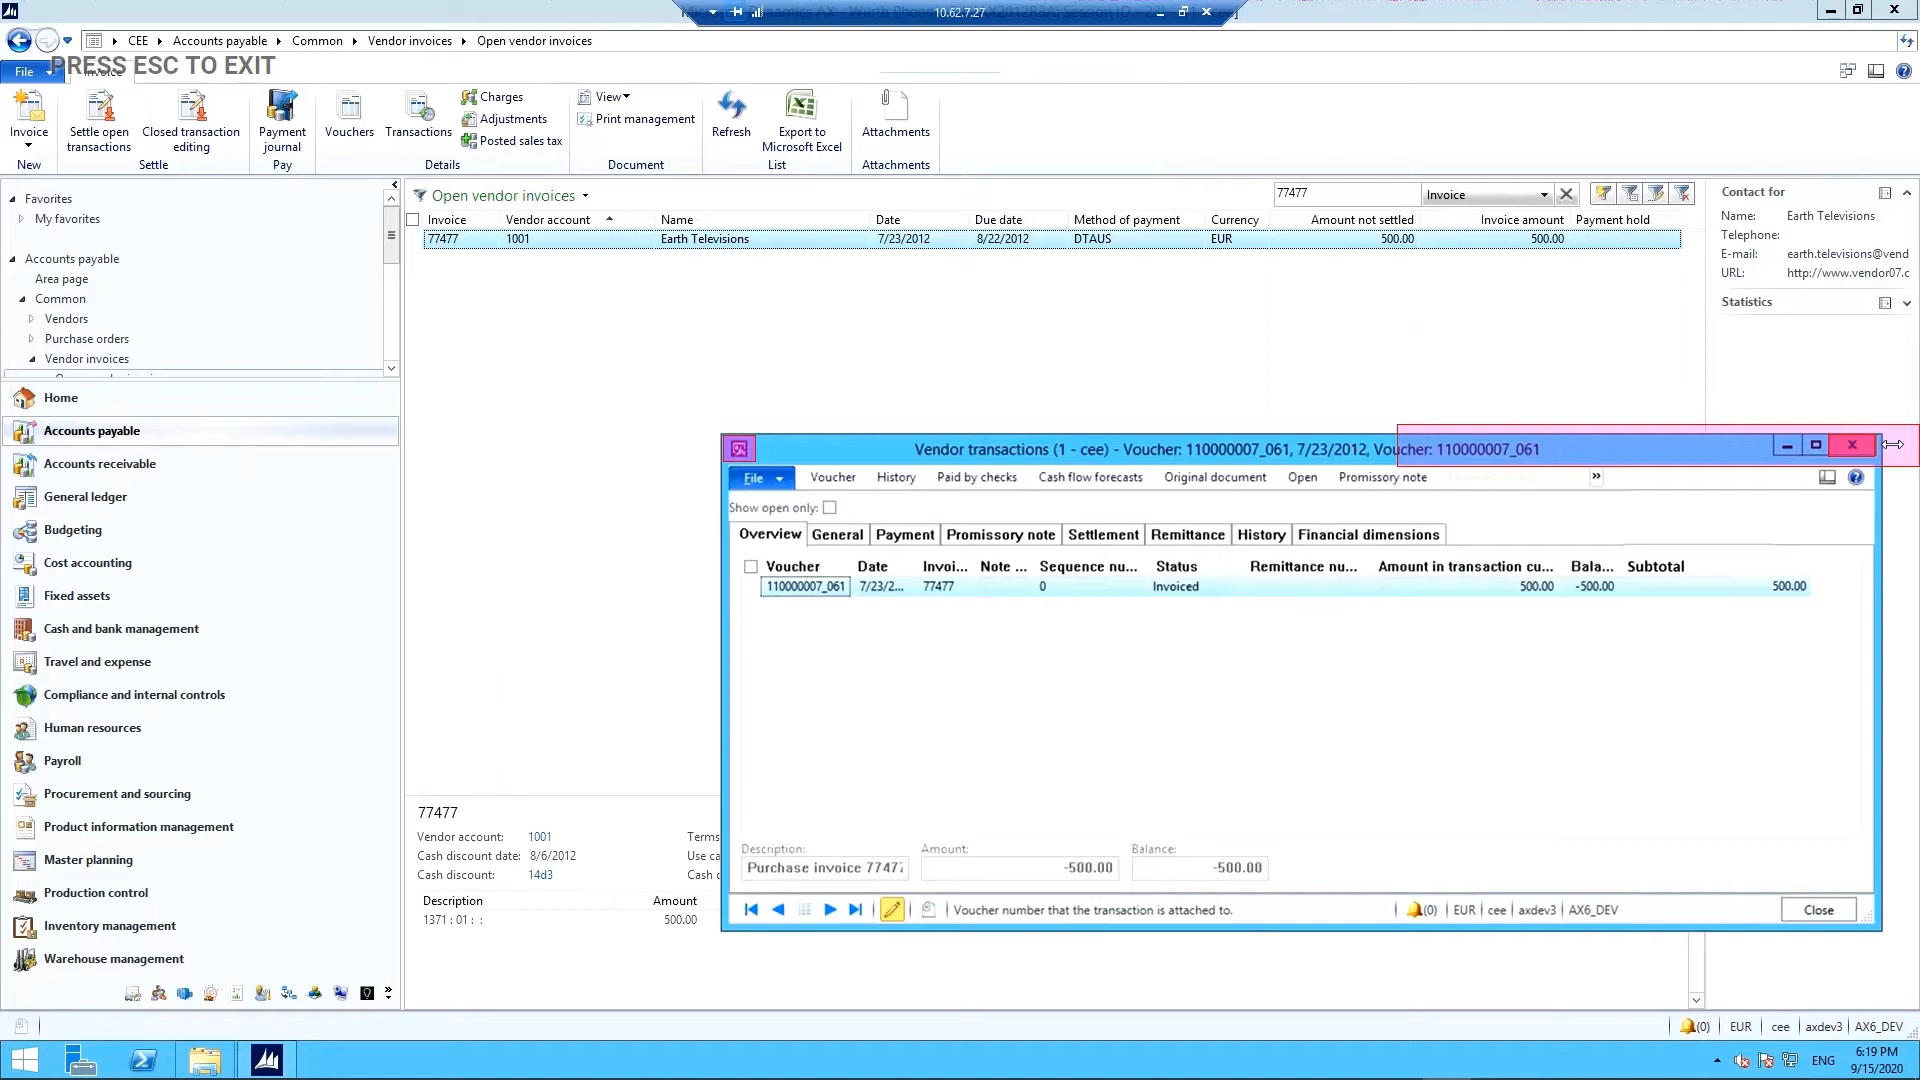 10.62.7.27
CEE Accounts payable Common Vendor invoices Open vendor invoices
PRESS ESC TO EXIT
File Invoice
Invoice
Settle open transactions
Closed transaction editing
Payment journal
Vouchers
Transactions
Charges
Adjustments
Posted sales tax
View
Print management
Refresh
Export to Microsoft Excel
Attachments
New Settle Pay Details Document List Attachments
Favorites
My favorites
Accounts payable
Area page
Common
Vendors
Purchase orders
Vendor invoices
Home
Accounts payable
Accounts receivable
General ledger
Budgeting
Cost accounting
Fixed assets
Cash and bank management
Travel and expense
Compliance and internal controls
Human resources
Payroll
Procurement and sourcing
Product information management
Master planning
Production control
Inventory management
Warehouse management
Open vendor invoices
77477 Invoice
Invoice Vendor account Name Date Due date Method of payment Currency Amount not settled Invoice amount Payment hold
77477 1001 Earth Televisions 7/23/2012 8/22/2012 DTAUS EUR 500.00 500.00
Contact for
Name: Earth Televisions
Telephone:
E-mail: earth.televisions@vend
URL: http://www.vendor07.c
Statistics
Vendor transactions (1 - cee) - Voucher: 110000007_061, 7/23/2012, Voucher: 110000007_061
File Voucher History Paid by checks Cash flow forecasts Original document Open Promissory note »
Show open only:
Overview General Payment Promissory note Settlement Remittance History Financial dimensions
Voucher Date Invoi... Note ... Sequence nu... Status Remittance nu... Amount in transaction cu... Bala... Subtotal
110000007_061 7/23/2... 77477 0 Invoiced 500.00 -500.00 500.00
Description: Amount: Balance:
Purchase invoice 77477 -500.00 -500.00
Voucher number that the transaction is attached to.
(0) EUR cee axdev3 AX6_DEV Close
77477
Vendor account: 1001 Terms
Cash discount date: 8/6/2012 Use ca
Cash discount: 14d3 Cash c
Description Amount
1371 : 01 : : 500.00
(0) EUR cee axdev3 AX6_DEV
ENG
6:19 PM
9/15/2020